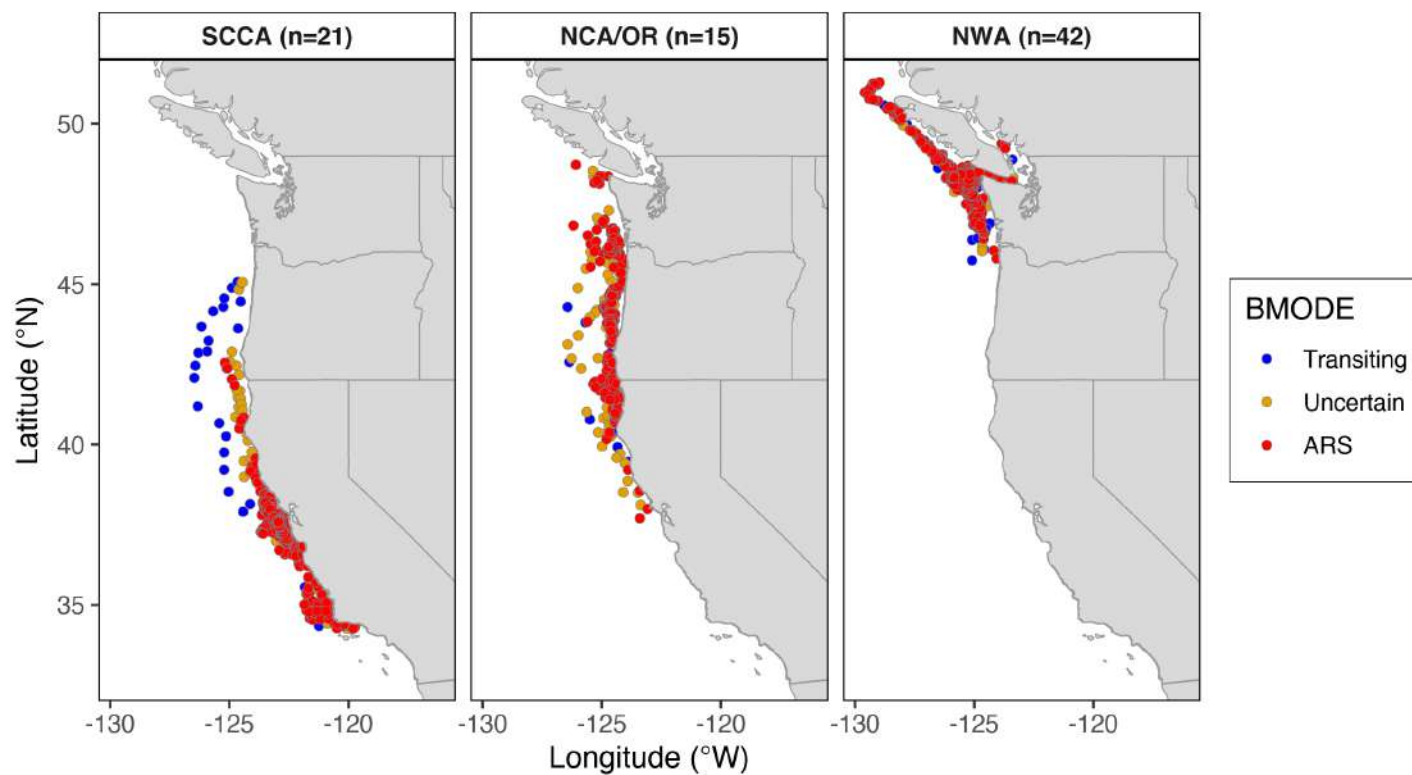 SCCA (n=21) NCA/OR (n=15) NWA (n=42)
50
45
40
35
Latitude (°N)
-130 -125 -120 -130 -125 -120 -130 -125 -120
Longitude (°W)
BMODE
Transiting
Uncertain
ARS